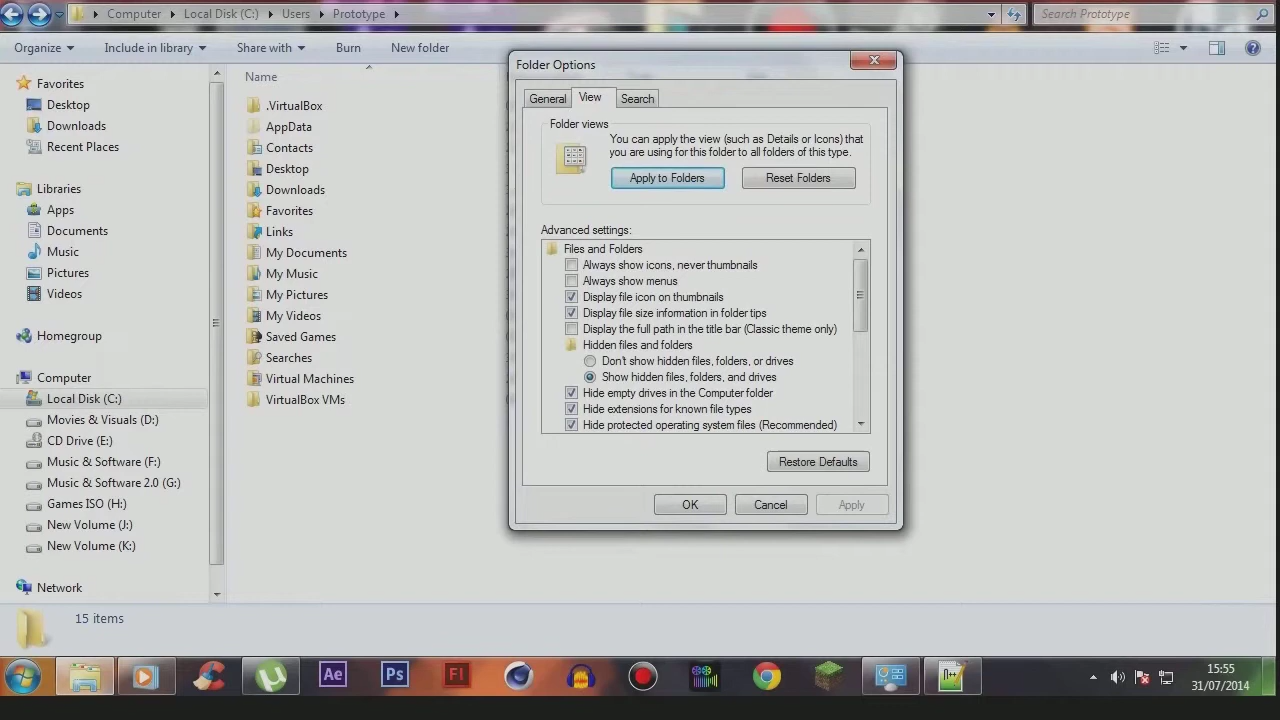 Computer ▸ Local Disk (C:) ▸ Users ▸ Prototype ▸
Search Prototype
Organize Include in library Share with Burn New folder
Favorites
Desktop
Downloads
Recent Places
Libraries
Apps
Documents
Music
Pictures
Videos
Homegroup
Computer
Local Disk (C:)
Movies & Visuals (D:)
CD Drive (E:)
Music & Software (F:)
Music & Software 2.0 (G:)
Games ISO (H:)
New Volume (J:)
New Volume (K:)
Network
Name
.VirtualBox
AppData
Contacts
Desktop
Downloads
Favorites
Links
My Documents
My Music
My Pictures
My Videos
Saved Games
Searches
Virtual Machines
VirtualBox VMs
Folder Options
General View Search
Folder views
You can apply the view (such as Details or Icons) that
you are using for this folder to all folders of this type.
Apply to Folders Reset Folders
Advanced settings:
Files and Folders
Always show icons, never thumbnails
Always show menus
Display file icon on thumbnails
Display file size information in folder tips
Display the full path in the title bar (Classic theme only)
Hidden files and folders
Don't show hidden files, folders, or drives
Show hidden files, folders, and drives
Hide empty drives in the Computer folder
Hide extensions for known file types
Hide protected operating system files (Recommended)
Restore Defaults
OK Cancel Apply
15 items
Ae Ps Fl
15:55
31/07/2014